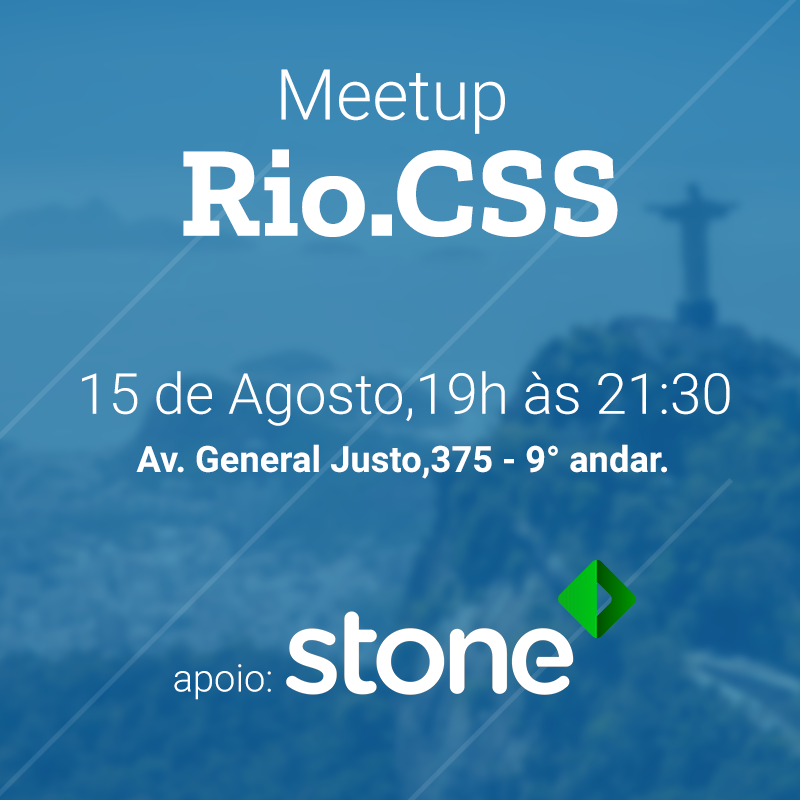 Meetup
Rio.CSS
15 de Agosto,19h às 21:30
Av. General Justo,375 - 9° andar.
apoio: stone